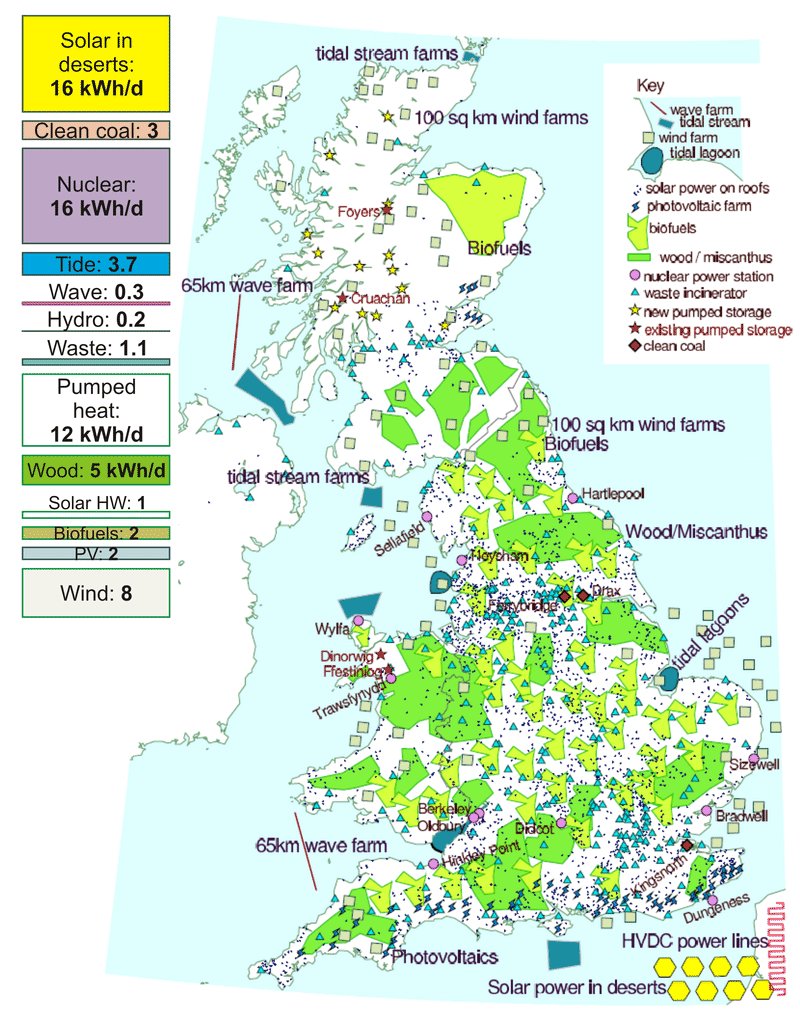 Solar in
deserts:
16 kWh/d
Clean coal: 3
Nuclear:
16 kWh/d
Tide: 3.7
Wave: 0.3
Hydro: 0.2
Waste: 1.1
Pumped
heat:
12 kWh/d
Wood: 5 kWh/d
Solar HW: 1
Biofuels: 2
PV: 2
Wind: 8
tidal stream farms
100 sq km wind farms
Foyers
Biofuels
65km wave farm
Cruachan
Key
wave farm
tidal stream
wind farm
tidal lagoon
solar power on roofs
photovoltaic farm
biofuels
wood / miscanthus
nuclear power station
waste incinerator
new pumped storage
existing pumped storage
clean coal
100 sq km wind farms
Biofuels
tidal stream farms
Hartlepool
Sellafield
Wood/Miscanthus
Heysham
Drax
Ferrybridge
Wylfa
tidal lagoons
Dinorwig
Ffestiniog
Trawsfynydd
Sizewell
Berkeley
Oldbury
Didcot
Bradwell
65km wave farm
Hinkley Point
Kingsnorth
Dungeness
Photovoltaics
HVDC power lines
Solar power in deserts